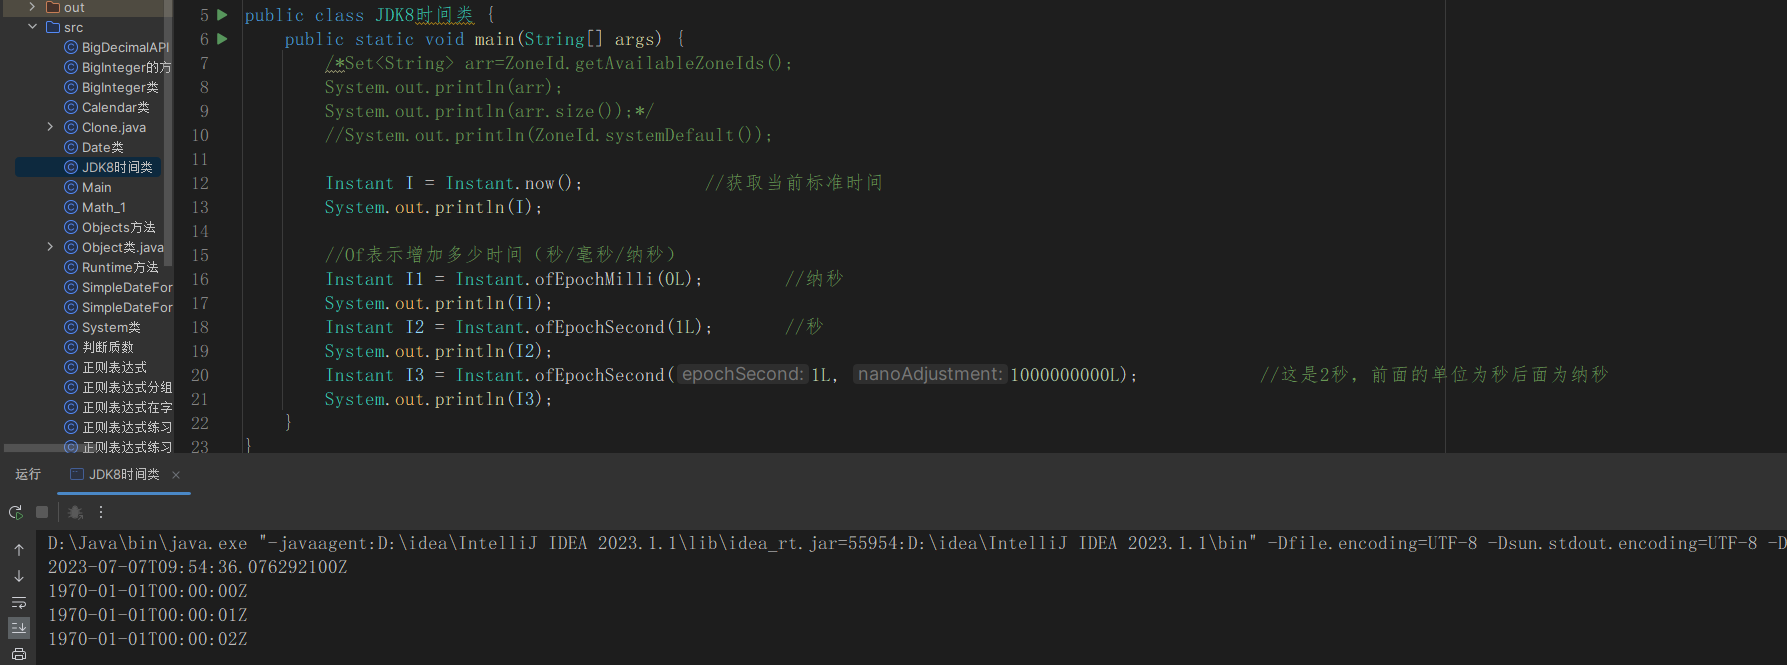 out
src
BigDecimalAPI
BigInteger的方
BigInteger类
Calendar类
Clone.java
Date类
JDK8时间类
Main
Math_1
Objects方法
Object类.java
Runtime方法
SimpleDateFor
SimpleDateFor
System类
判断质数
正则表达式
正则表达式分组
正则表达式在字
正则表达式练习
正则表达式练习
5 public class JDK8时间类 {
6 public static void main(String[] args) {
7 /*Set<String> arr=ZoneId.getAvailableZoneIds();
8 System.out.println(arr);
9 System.out.println(arr.size());*/
10 //System.out.println(ZoneId.systemDefault());
11
12 Instant I = Instant.now(); //获取当前标准时间
13 System.out.println(I);
14
15 //Of表示增加多少时间（秒/毫秒/纳秒）
16 Instant I1 = Instant.ofEpochMilli(0L); //纳秒
17 System.out.println(I1);
18 Instant I2 = Instant.ofEpochSecond(1L); //秒
19 System.out.println(I2);
20 Instant I3 = Instant.ofEpochSecond( epochSecond: 1L, nanoAdjustment: 1000000000L); //这是2秒，前面的单位为秒后面为纳秒
21 System.out.println(I3);
22 }
23 }
运行 JDK8时间类 ×
D:\Java\bin\java.exe "-javaagent:D:\idea\IntelliJ IDEA 2023.1.1\lib\idea_rt.jar=55954:D:\idea\IntelliJ IDEA 2023.1.1\bin" -Dfile.encoding=UTF-8 -Dsun.stdout.encoding=UTF-8 -D
2023-07-07T09:54:36.076292100Z
1970-01-01T00:00:00Z
1970-01-01T00:00:01Z
1970-01-01T00:00:02Z